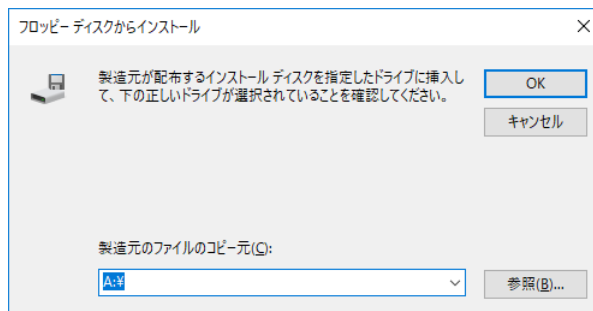 フロッピー ディスクからインストール
製造元が配布するインストール ディスクを指定したドライブに挿入し
て、下の正しいドライブが選択されていることを確認してください。
OK
キャンセル
製造元のファイルのコピー元(C):
A:¥
参照(B)...